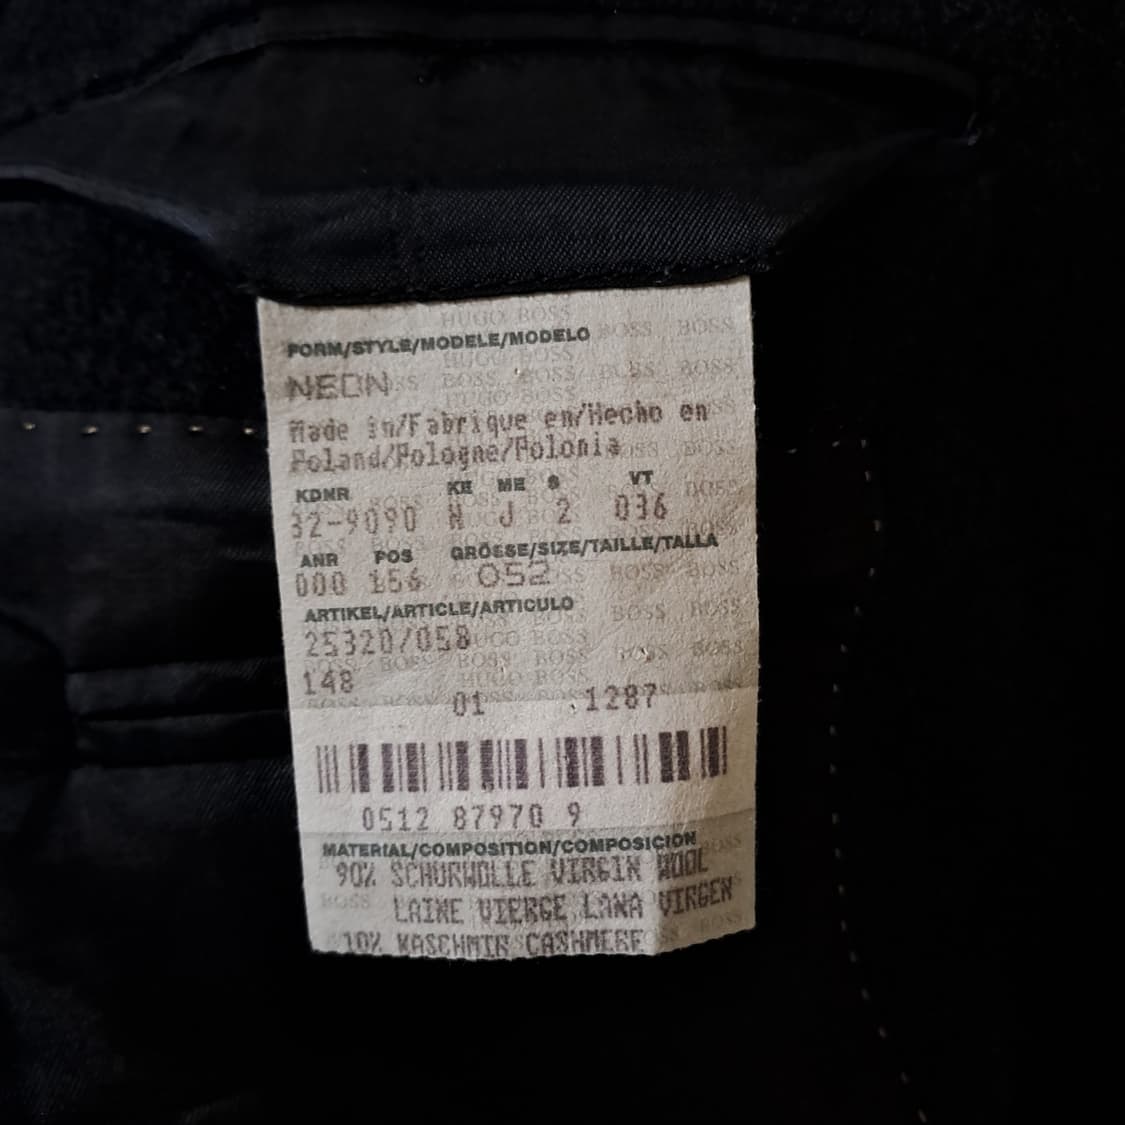 FORM/STYLE/MODELE/MODELO
NEON
Made in/Fabrique en/Hecho en
Poland/Pologne/Polonia
KDNR KH ME S VT
32-9090 N J 2 036
ANR POS GRÖSSE/SIZE/TAILLE/TALLA
000 156 052
ARTIKEL/ARTICLE/ARTICULO
25320/058
148
01 1287
0512 87970 9
MATERIAL/COMPOSITION/COMPOSICION
90% SCHURWOLLE VIRGIN WOOL
LAINE VIERGE LANA VIRGEN
10% KASCHMIR CASHMERE